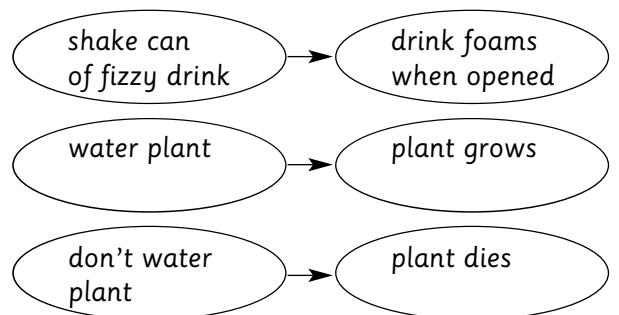 shake can
of fizzy drink
drink foams
when opened
water plant
plant grows
don't water
plant
plant dies